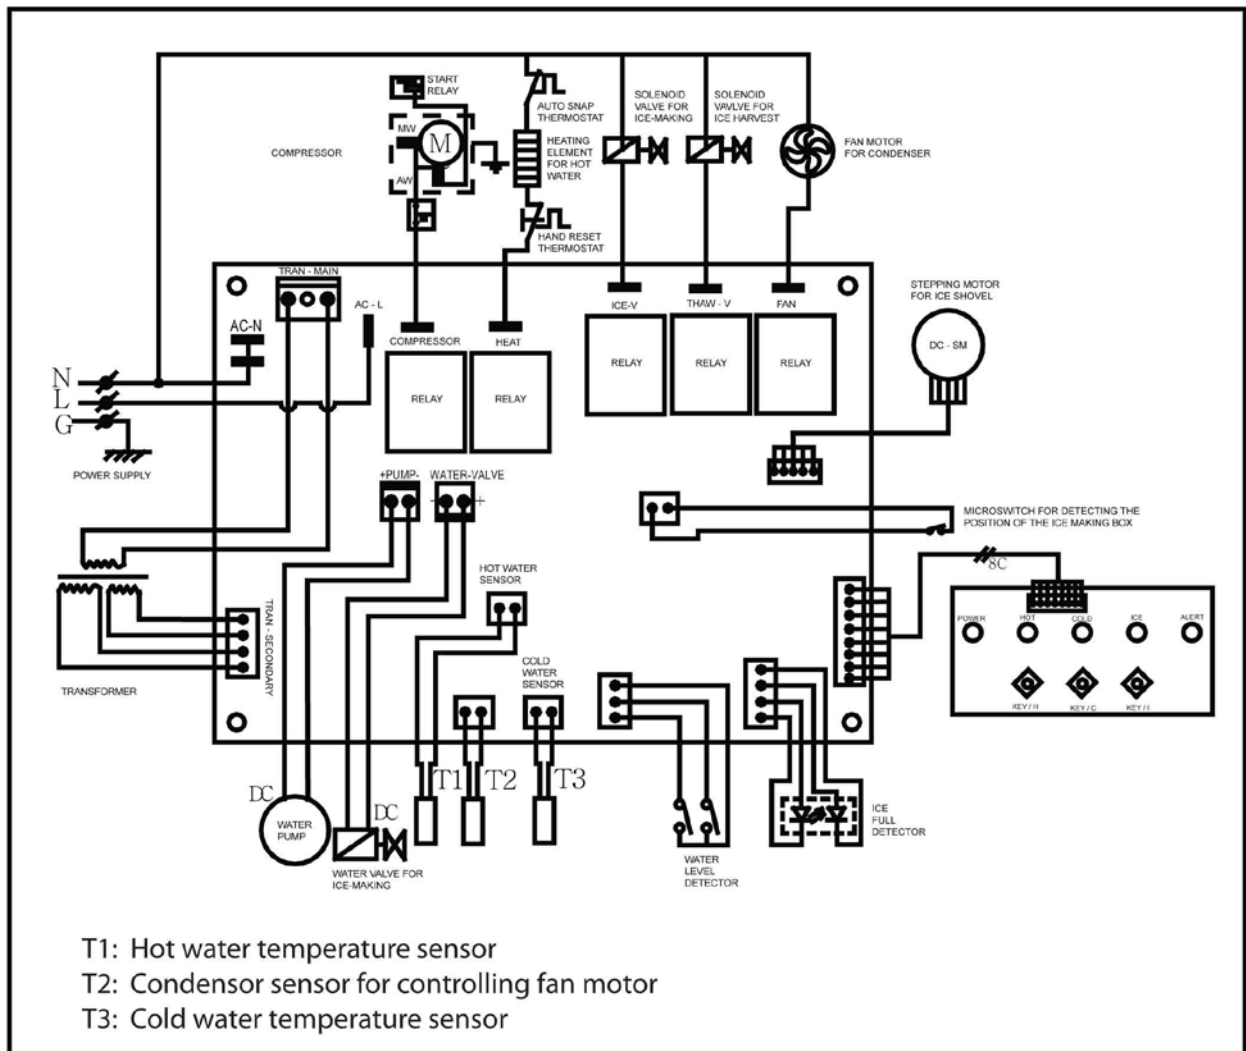 START
RELAY
MW
M
COMPRESSOR
AW
AUTO SNAP
THERMOSTAT
HEATING
ELEMENT
FOR HOT
WATER
HAND RESET
THERMOSTAT
SOLENOID
VAVLE FOR
ICE-MAKING
SOLENOID
VAVLVE FOR
ICE HARVEST
FAN MOTOR
FOR CONDENSER
TRAN - MAIN
AC - L
AC-N
COMPRESSOR
HEAT
ICE-V
THAW - V
FAN
RELAY
RELAY
RELAY
RELAY
RELAY
STEPPING MOTOR
FOR ICE SHOVEL
DC - SM
N
L
G
POWER SUPPLY
+PUMP-
WATER-VALVE
- +
MICROSWITCH FOR DETECTING THE
POSITION OF THE ICE MAKING BOX
8C
HOT WATER
SENSOR
TRAN - SECONDARY
TRANSFORMER
COLD
WATER
SENSOR
POWER
HOT
COLD
ICE
ALERT
KEY / H
KEY / C
KEY / I
T1
T2
T3
DC
WATER
PUMP
DC
WATER VALVE FOR
ICE-MAKING
WATER
LEVEL
DETECTOR
ICE
FULL
DETECTOR
T1: Hot water temperature sensor
T2: Condensor sensor for controlling fan motor
T3: Cold water temperature sensor